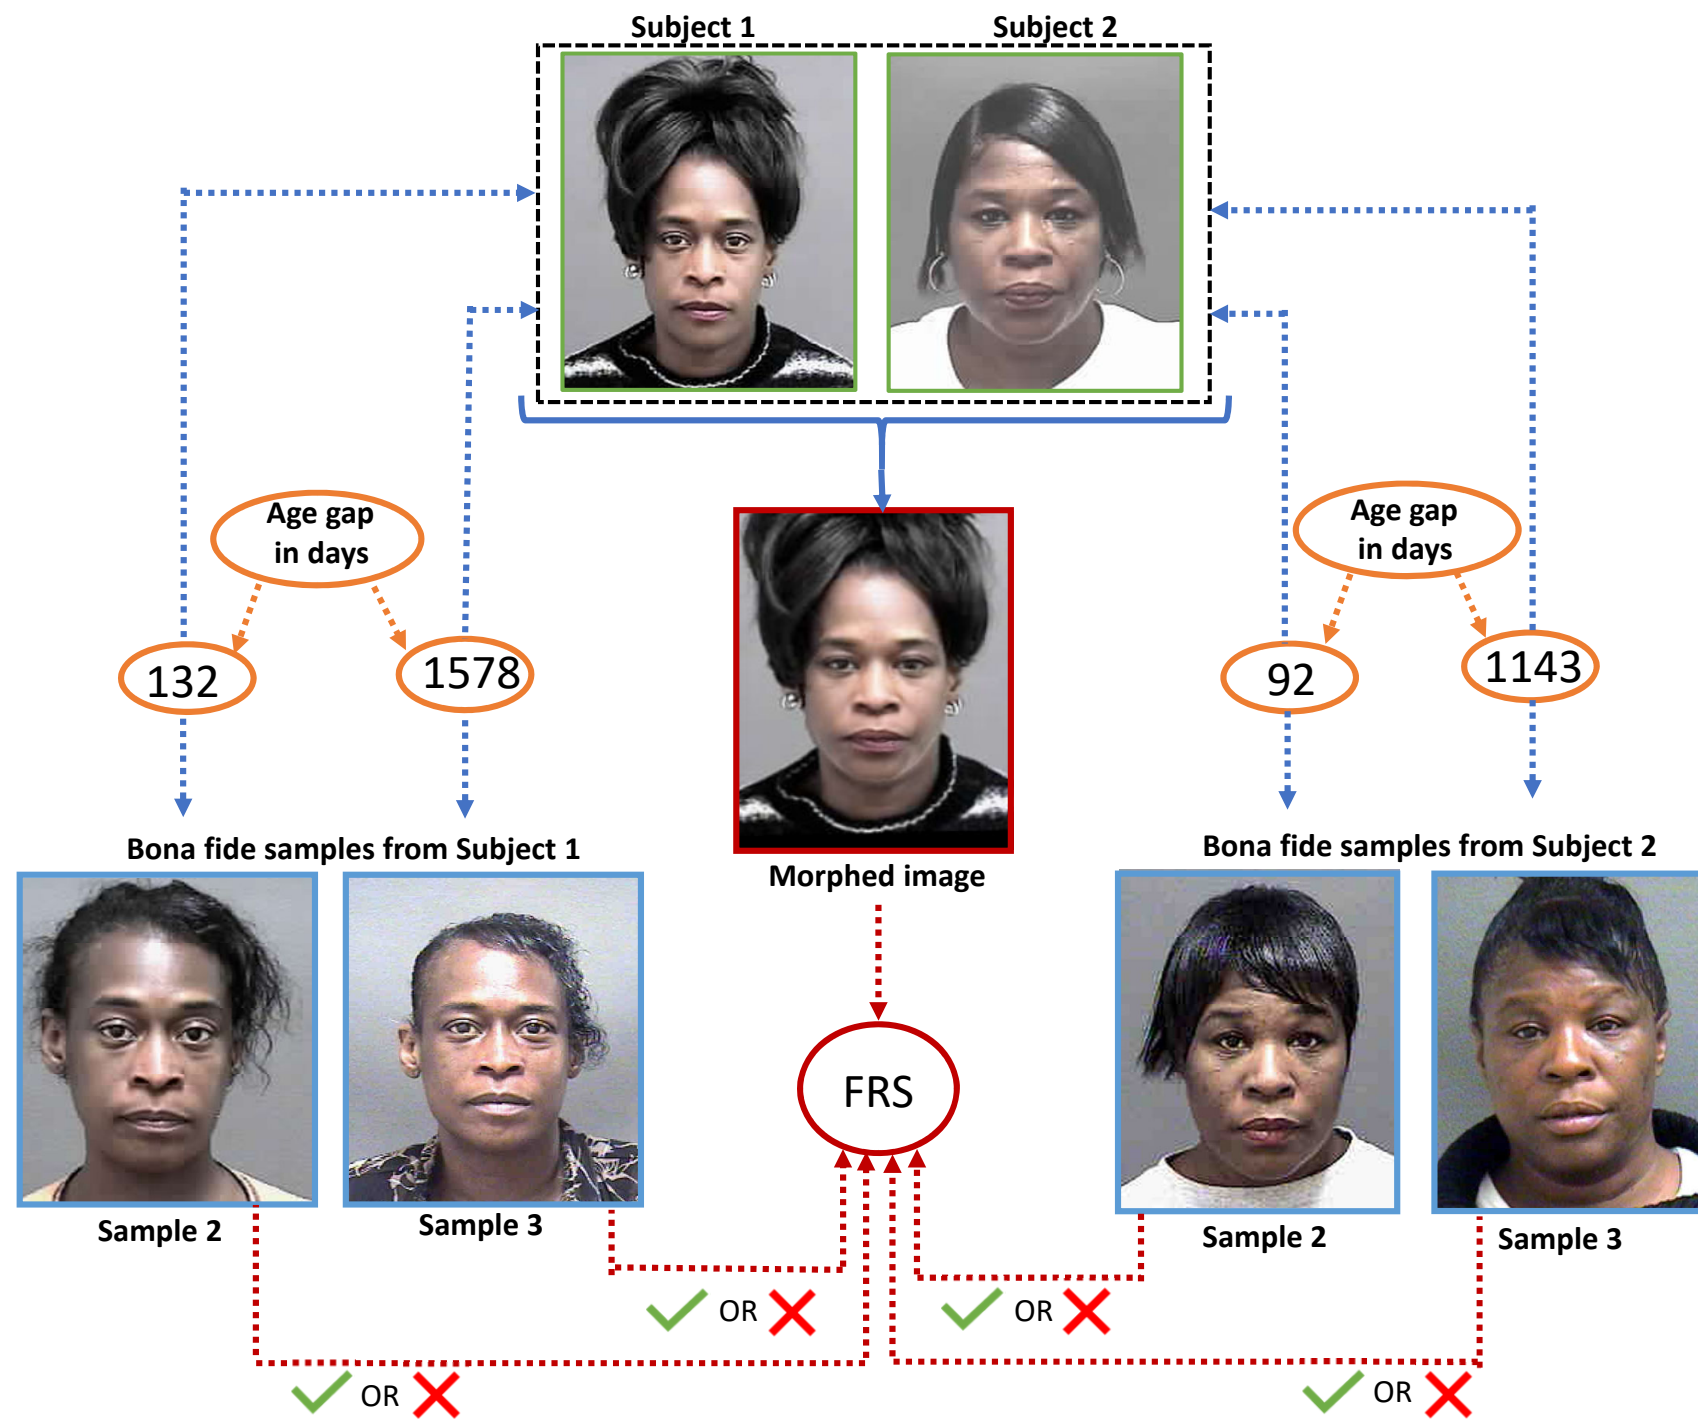 Subject 1
Subject 2
Age gap
in days
Age gap
in days
132
1578
92
1143
Bona fide samples from Subject 1
Morphed image
Bona fide samples from Subject 2
FRS
Sample 2
Sample 3
Sample 2
Sample 3
OR
OR
OR
OR